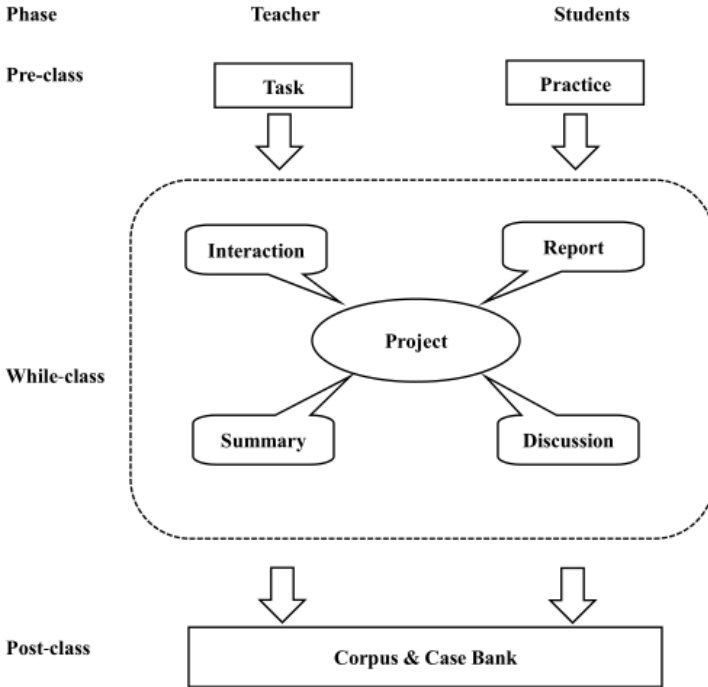 Phase Teacher Students
Pre-class Task Practice
Interaction Report
Project
While-class
Summary Discussion
Post-class Corpus & Case Bank